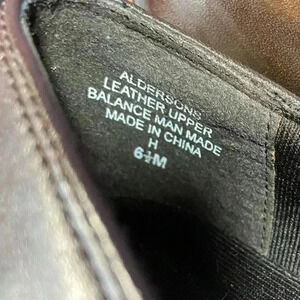 ALDERSONS
LEATHER UPPER
BALANCE MAN MADE
MADE IN CHINA
H
6½M